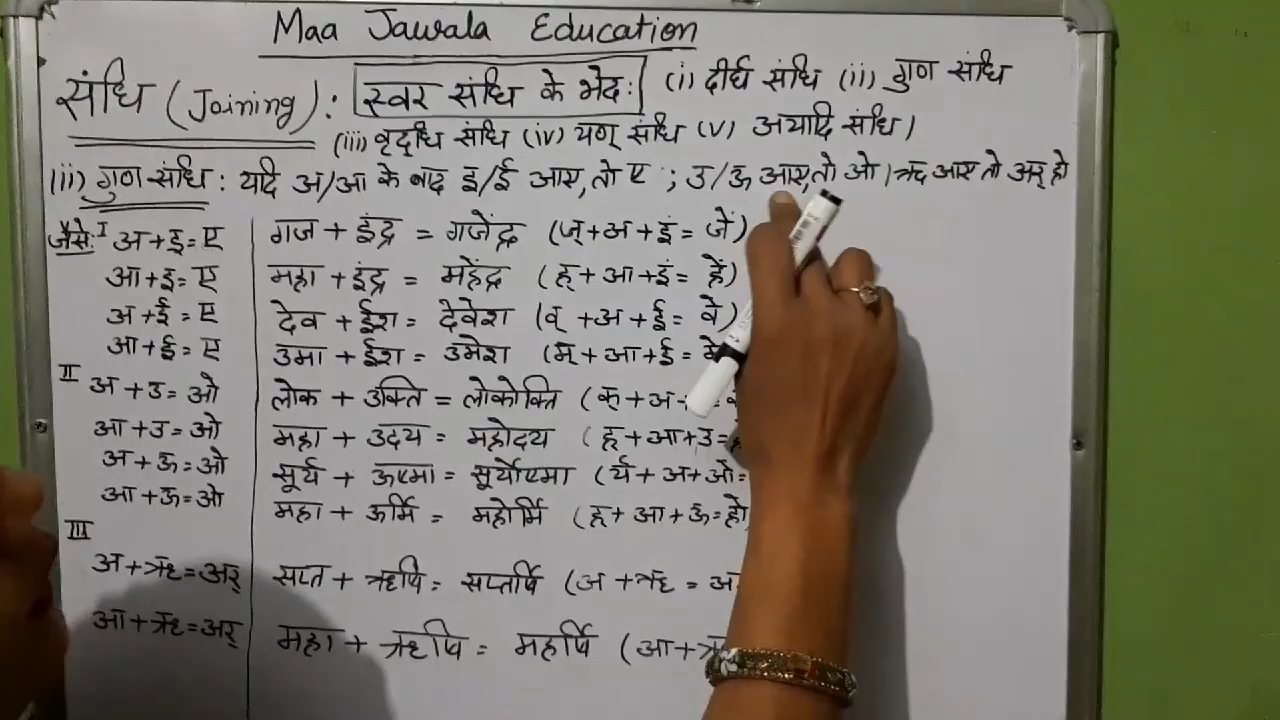 Maa Jawala Education
संधि (Joining): स्वर संधि के भेद: (i) दीर्घ संधि (ii) गुण संधि
(iii) वृद्धि संधि (iv) यण् संधि (v) अयादि संधि।
(ii) गुण संधि: यदि अ/आ के बाद इ/ई आए, तो ए ; उ/ऊ आए, तो ओ। ऋ आए तो अर् हो
जैसे: I अ+इ=ए गज + इंद्र = गजेंद्र (ज्+अ+इं= जें)
आ+इ=ए महा + इंद्र = महेंद्र (ह्+आ+इं= हें)
अ+ई=ए देव + ईश = देवेश (व् +अ+ई= वे)
आ+ई=ए उमा + ईश = उमेश (म्+आ+ई= मे
II अ+उ=ओ लोक + उक्ति = लोकोक्ति (क्+अ+
आ+उ=ओ महा + उदय = महोदय (ह्+आ+उ=
अ+ऊ=ओ सूर्य + ऊष्मा = सूर्योष्मा (र्य+अ+ओ=
आ+ऊ=ओ महा + ऊर्मि = महोर्मि (ह्+आ+ऊ=हो
III
अ+ऋ=अर् सप्त + ऋषि = सप्तर्षि (अ+ऋ = अ
आ+ऋ=अर् महा + ऋषि = महर्षि (आ+ऋ